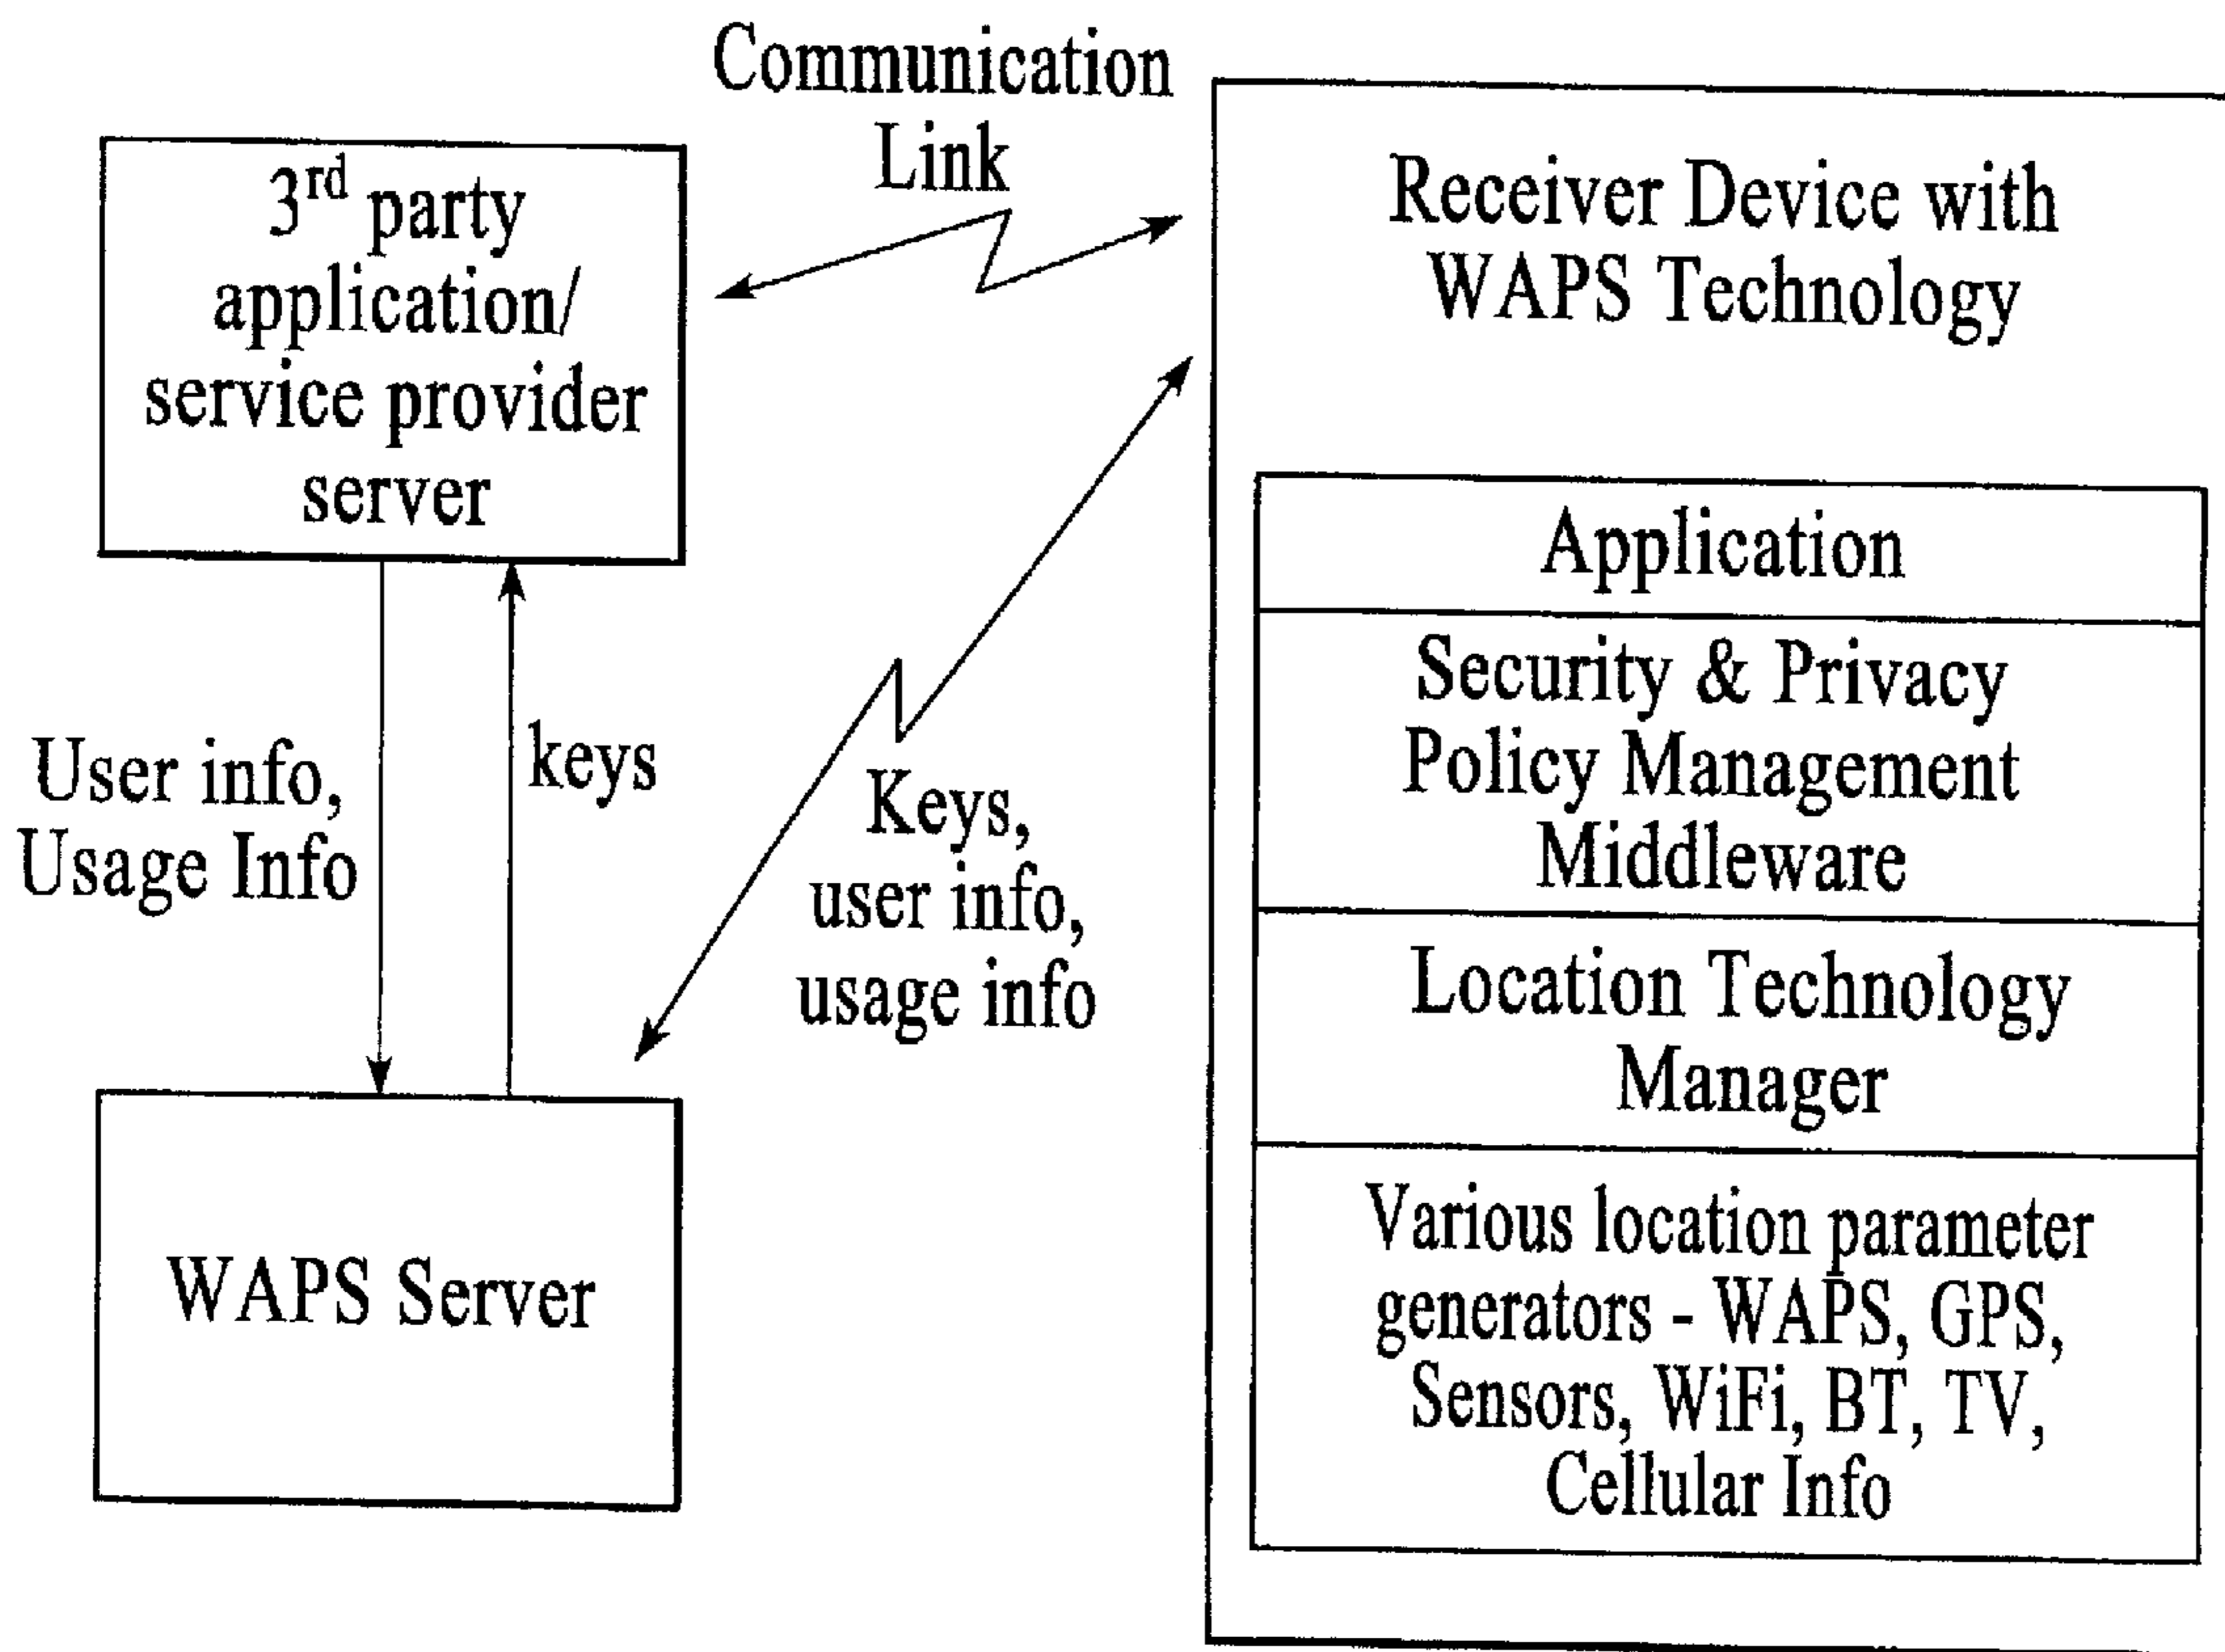 Communication
Link
3rd party
application/
service provider
server
Receiver Device with
WAPS Technology
Application
Security & Privacy
Policy Management
Middleware
Location Technology
Manager
Various location parameter
generators - WAPS, GPS,
Sensors, WiFi, BT, TV,
Cellular Info
User info,
Usage Info
keys
Keys,
user info,
usage info
WAPS Server